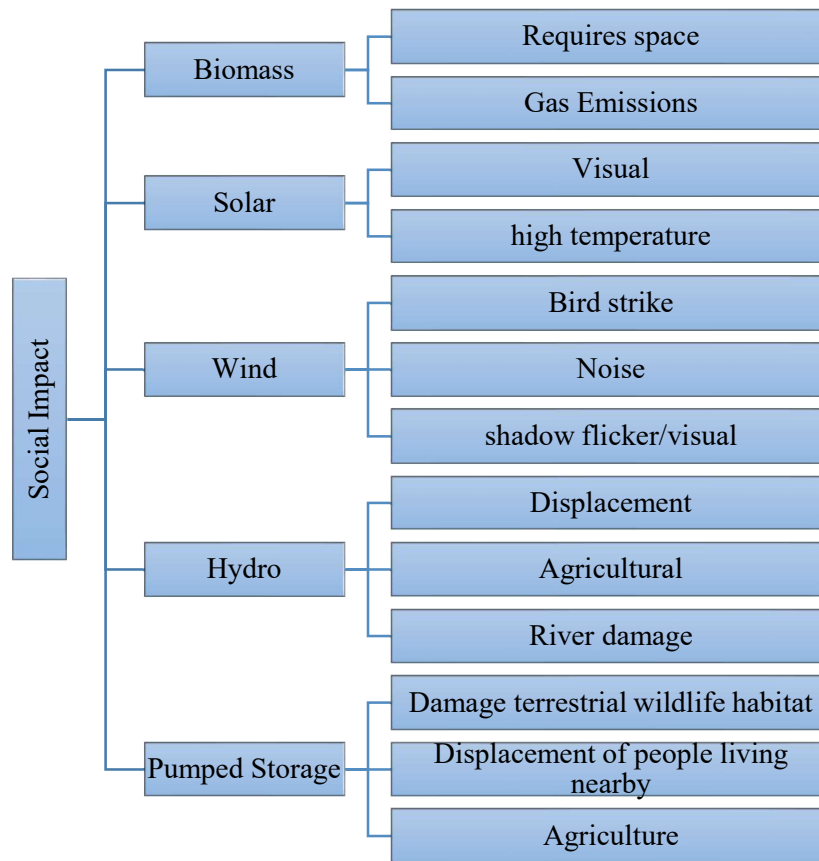 Social Impact
Biomass
Requires space
Gas Emissions
Solar
Visual
high temperature
Wind
Bird strike
Noise
shadow flicker/visual
Hydro
Displacement
Agricultural
River damage
Pumped Storage
Damage terrestrial wildlife habitat
Displacement of people living
nearby
Agriculture